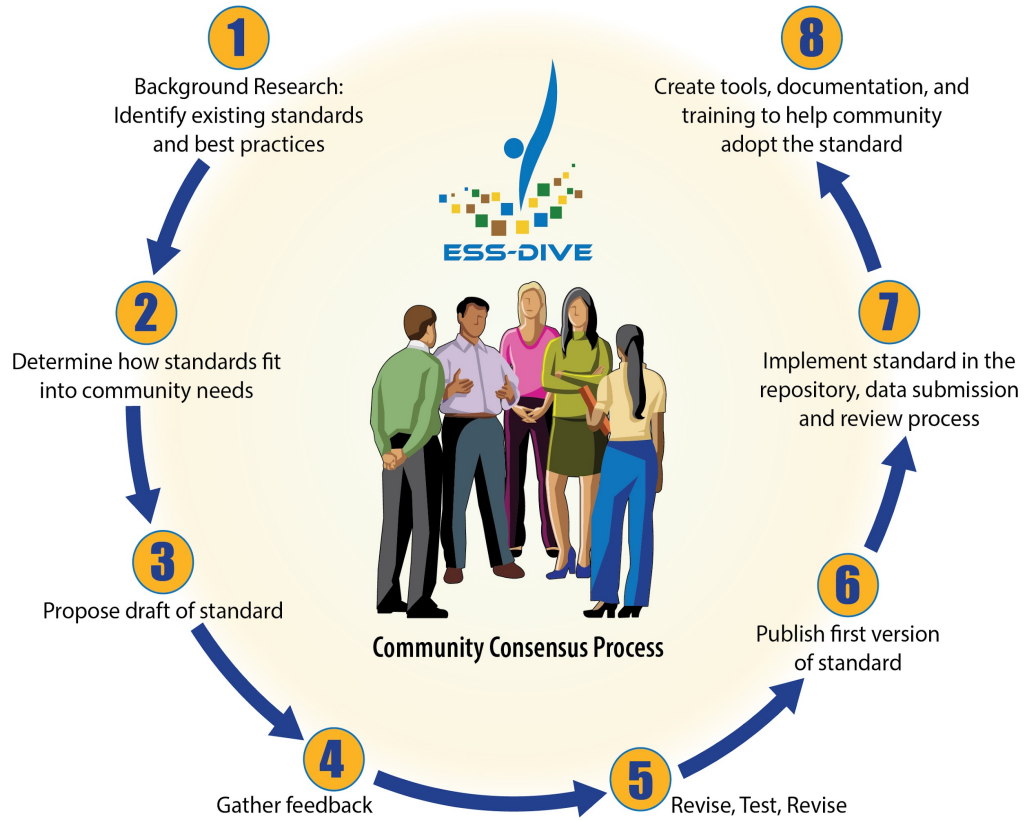 1
Background Research:
Identify existing standards
and best practices
2
Determine how standards fit
into community needs
3
Propose draft of standard
4
Gather feedback
5
Revise, Test, Revise
6
Publish first version
of standard
7
Implement standard in the
repository, data submission
and review process
8
Create tools, documentation, and
training to help community
adopt the standard
ESS-DIVE
Community Consensus Process